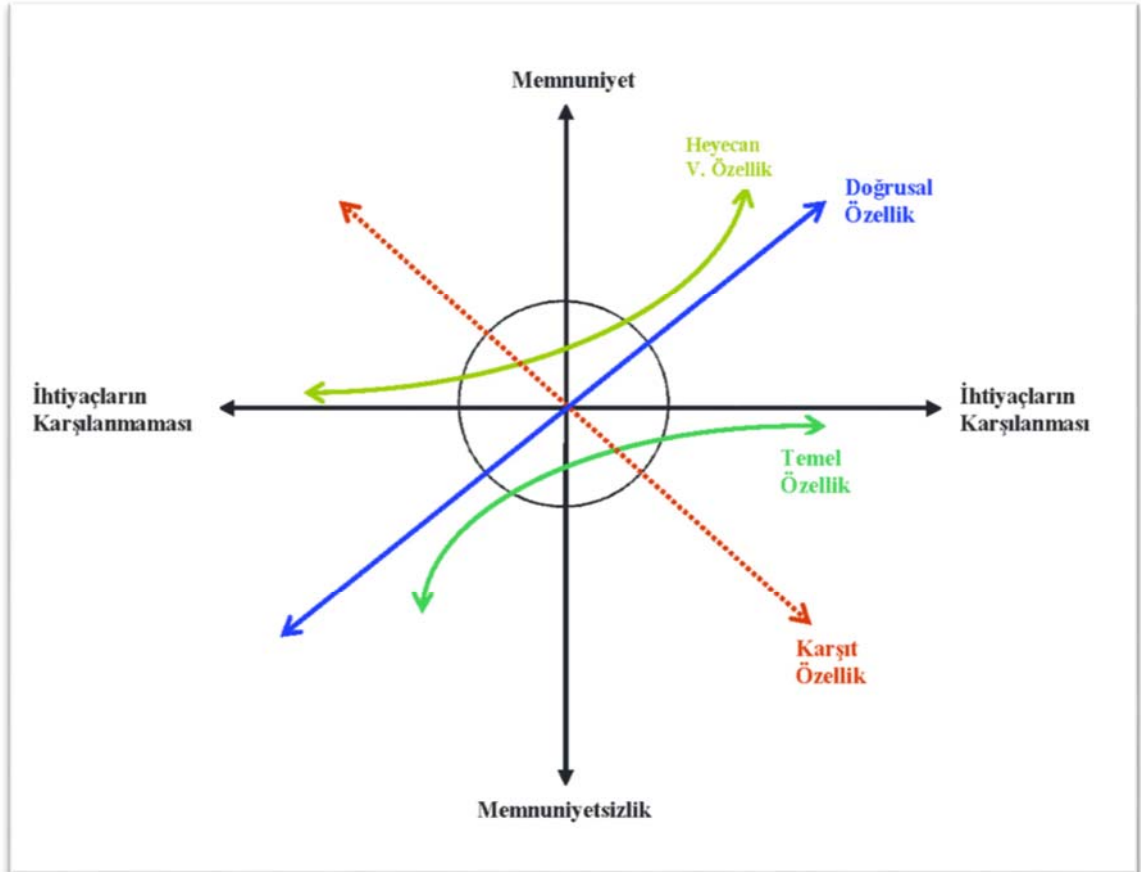 Memnuniyet
Heyecan
V. Özellik
Doğrusal
Özellik
İhtiyaçların
Karşılanmaması
İhtiyaçların
Karşılanması
Temel
Özellik
Karşıt
Özellik
Memnuniyetsizlik